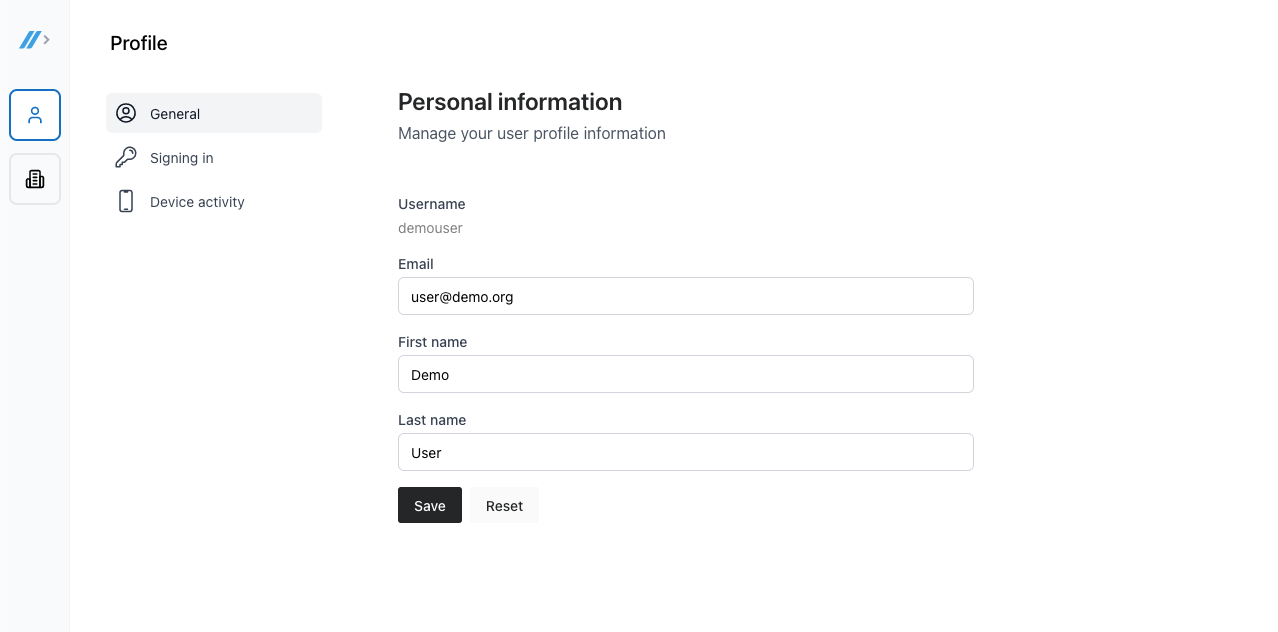 Profile
General
Signing in
Device activity
Personal information
Manage your user profile information
Username
demouser
Email
user@demo.org
First name
Demo
Last name
User
Save
Reset